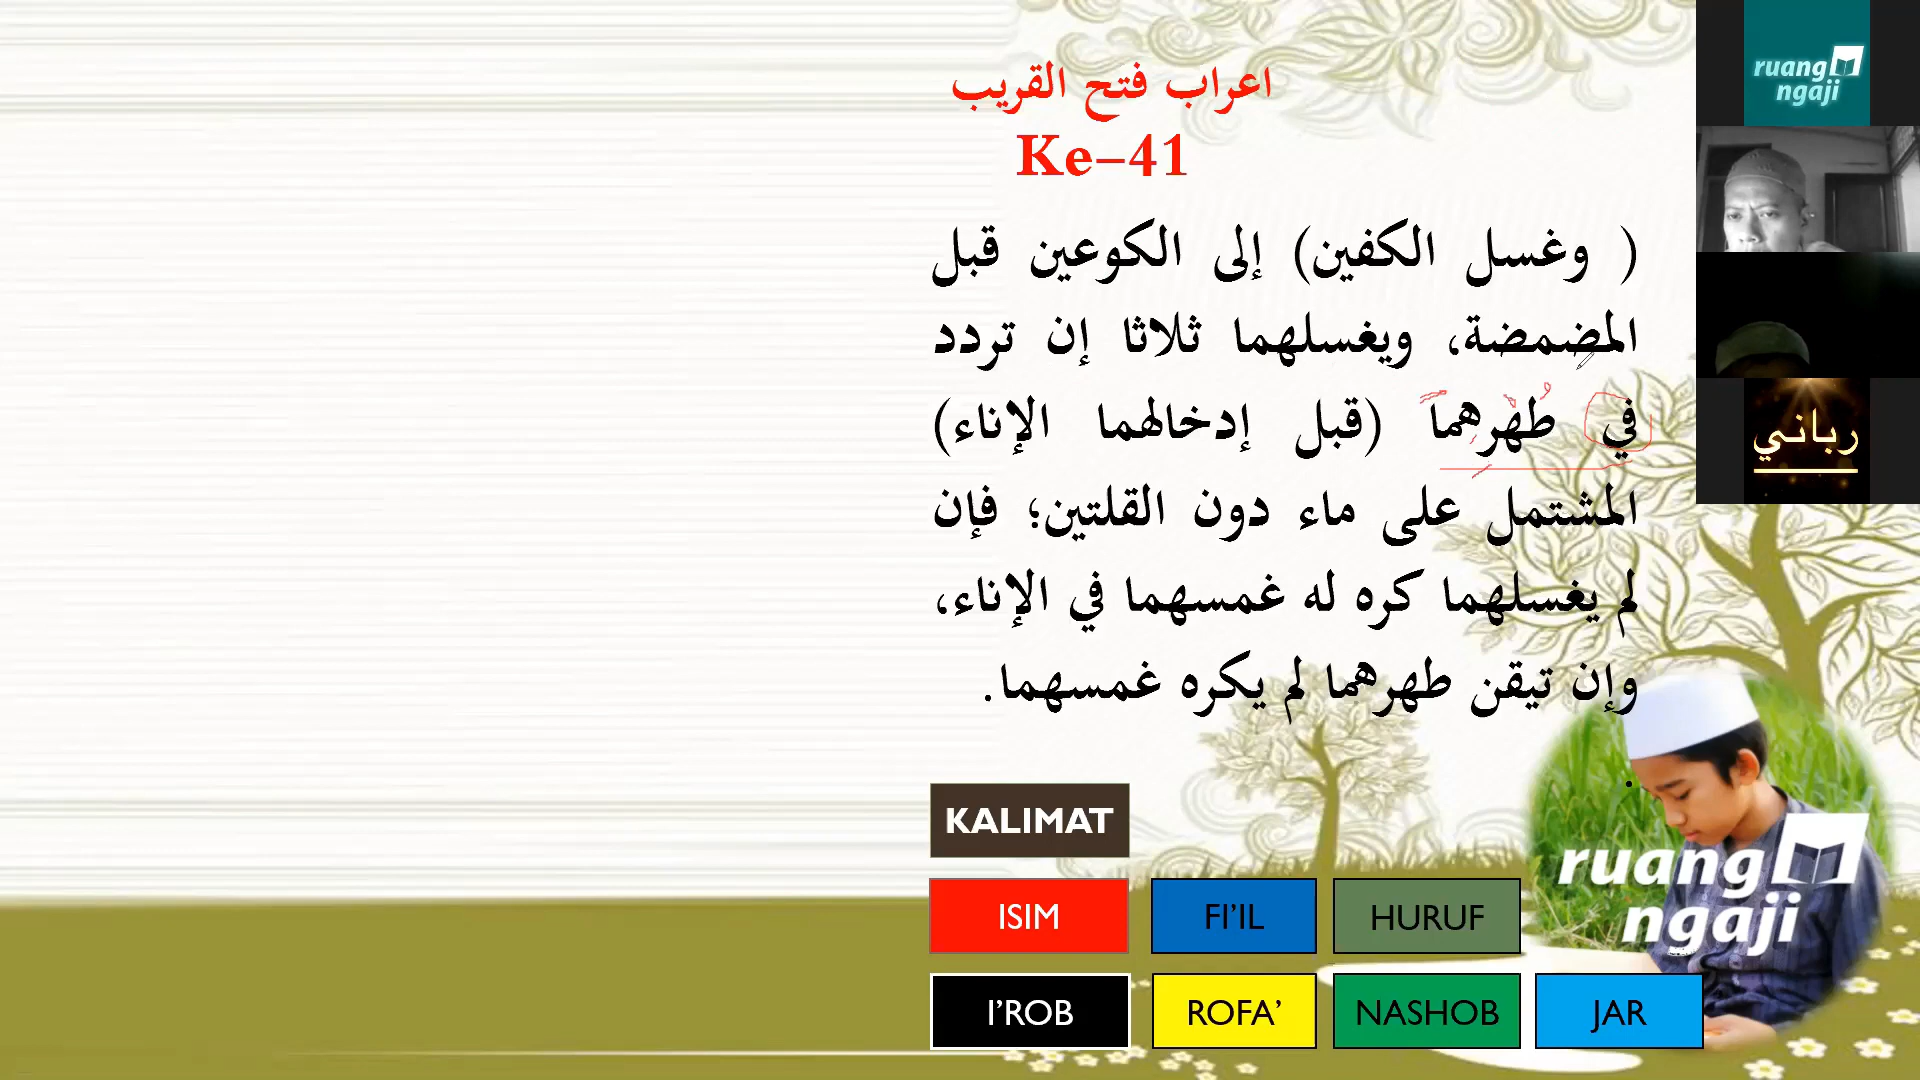 اعراب فتح القريب
Ke-41
( وغسل الكفين) إلى الكوعين قبل
المضمضة، ويغسلهما ثلاثا إن تردد
في طُهرهما (قبل إدخالهما الإناء)
المشتمل على ماء دون القلتين؛ فإن
لم يغسلهما كره له غمسهما في الإناء،
وإن تيقن طهرهما لم يكره غمسهما.
.
KALIMAT
ISIM FI'IL HURUF
I'ROB ROFA' NASHOB JAR
ruang
ngaji
رباني
ruang
ngaji